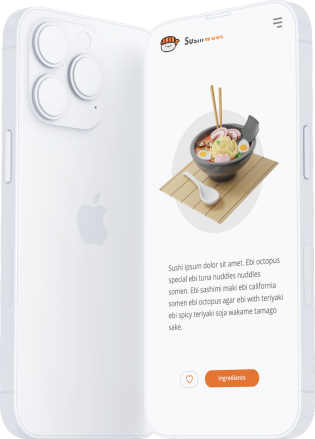 Sushi
Sushi ipsum dolor sit amet. Ebi octopus
special ebi tuna nuddles nuddles
somen. Ebi sashimi maki ebi california
somen ebi octopus agar ebi with teriyaki
ebi spicy teriyaki soja wakame tamago
sake.
Ingredients